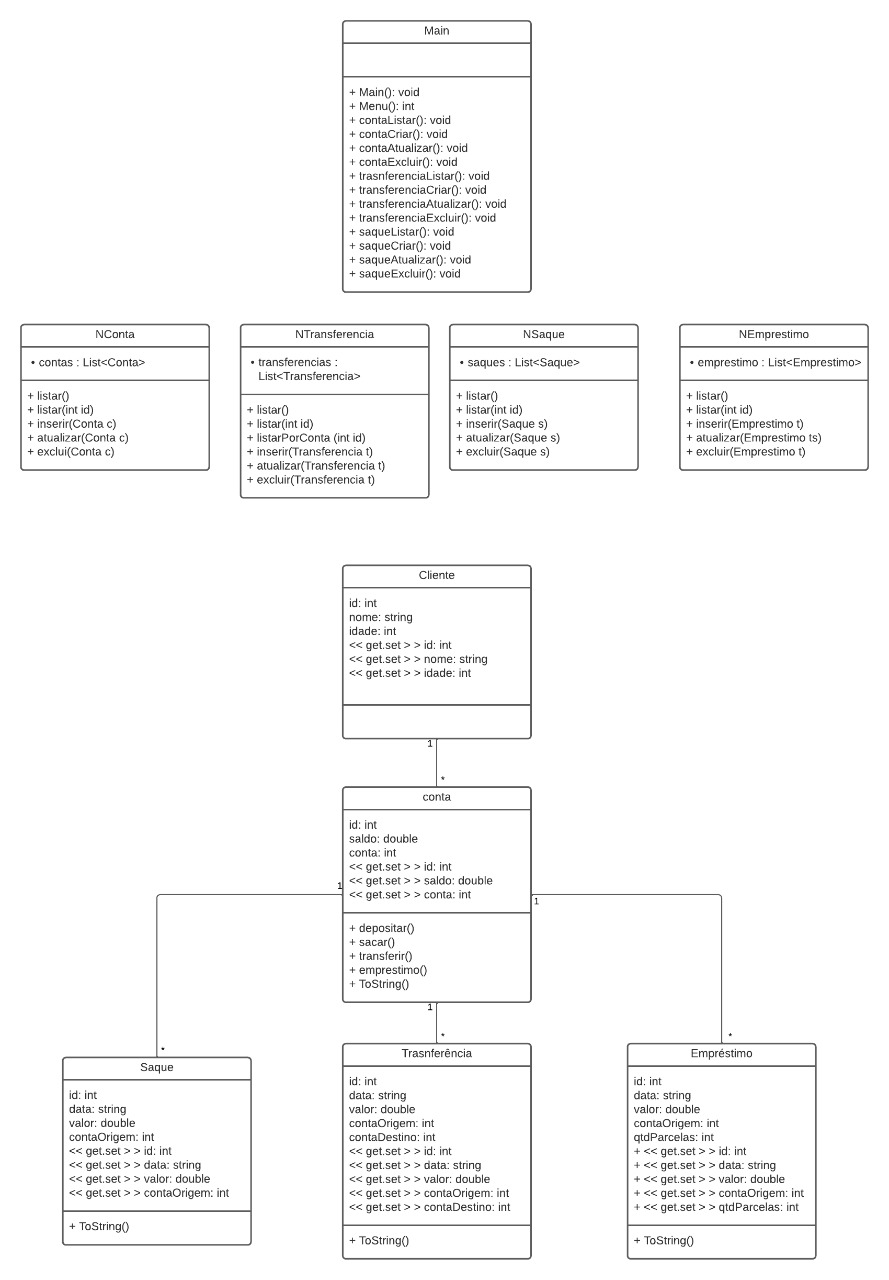 Main
+ Main(): void
+ Menu(): int
+ contaListar(): void
+ contaCriar(): void
+ contaAtualizar(): void
+ contaExcluir(): void
+ trasnferenciaListar(): void
+ transferenciaCriar(): void
+ transferenciaAtualizar(): void
+ transferenciaExcluir(): void
+ saqueListar(): void
+ saqueCriar(): void
+ saqueAtualizar(): void
+ saqueExcluir(): void
NConta
• contas : List<Conta>
+ listar()
+ listar(int id)
+ inserir(Conta c)
+ atualizar(Conta c)
+ exclui(Conta c)
NTransferencia
• transferencias :
List<Transferencia>
+ listar()
+ listar(int id)
+ listarPorConta (int id)
+ inserir(Transferencia t)
+ atualizar(Transferencia t)
+ excluir(Transferencia t)
NSaque
• saques : List<Saque>
+ listar()
+ listar(int id)
+ inserir(Saque s)
+ atualizar(Saque s)
+ excluir(Saque s)
NEmprestimo
• emprestimo : List<Emprestimo>
+ listar()
+ listar(int id)
+ inserir(Emprestimo t)
+ atualizar(Emprestimo ts)
+ excluir(Emprestimo t)
Cliente
id: int
nome: string
idade: int
<< get.set > > id: int
<< get.set > > nome: string
<< get.set > > idade: int
1
*
conta
id: int
saldo: double
conta: int
<< get.set > > id: int
<< get.set > > saldo: double
<< get.set > > conta: int
+ depositar()
+ sacar()
+ transferir()
+ emprestimo()
+ ToString()
1
1
1
*
*
*
Saque
id: int
data: string
valor: double
contaOrigem: int
<< get.set > > id: int
<< get.set > > data: string
<< get.set > > valor: double
<< get.set > > contaOrigem: int
+ ToString()
Trasnferência
id: int
data: string
valor: double
contaOrigem: int
contaDestino: int
<< get.set > > id: int
<< get.set > > data: string
<< get.set > > valor: double
<< get.set > > contaOrigem: int
<< get.set > > contaDestino: int
+ ToString()
Empréstimo
id: int
data: string
valor: double
contaOrigem: int
qtdParcelas: int
+ << get.set > > id: int
+ << get.set > > data: string
+ << get.set > > valor: double
+ << get.set > > contaOrigem: int
+ << get.set > > qtdParcelas: int
+ ToString()